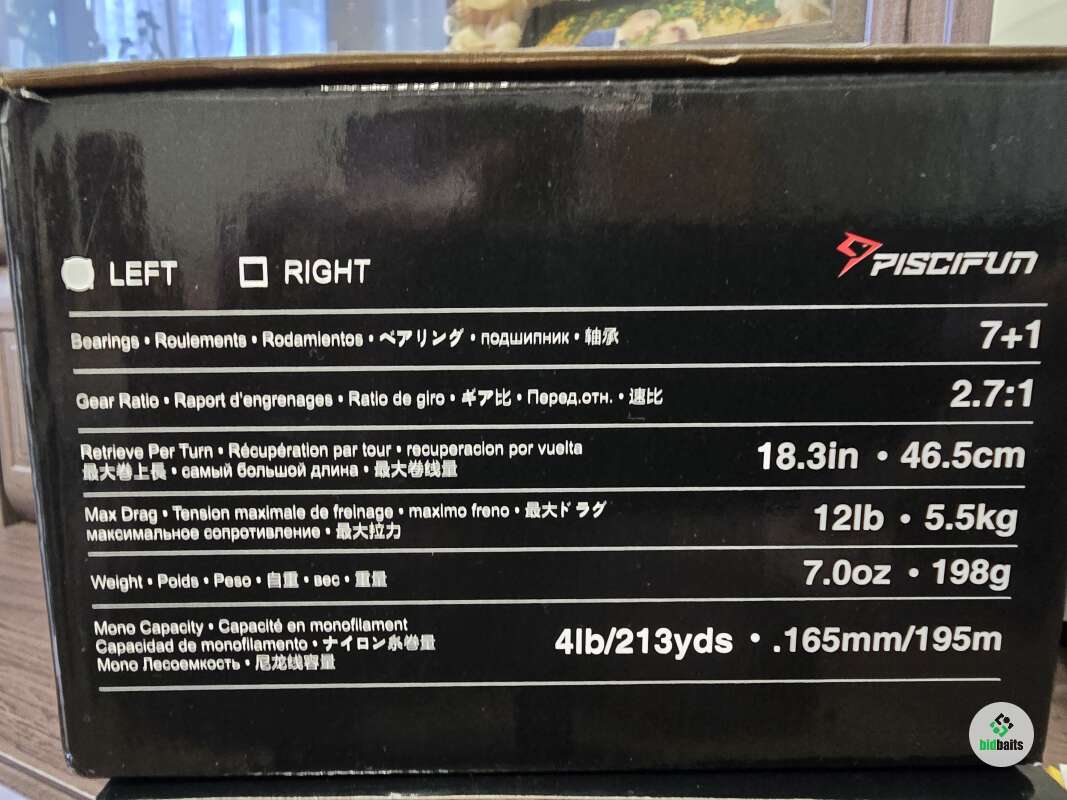 LEFT RIGHT
PISCIFUN
Bearings • Roulements • Rodamientos • ベアリング • подшипник • 轴承 7+1
Gear Ratio • Raport d'engrenages • Ratio de giro • ギア比 • Перед.отн. • 速比 2.7:1
Retrieve Per Turn • Récupération par tour • recuperacion por vuelta
最大巻上長 • самый большой длина • 最大卷线量 18.3in • 46.5cm
Max Drag • Tension maximale de freinage • maximo freno • 最大ドラグ
максимальное сопротивление • 最大拉力 12lb • 5.5kg
Weight • Poids • Peso • 自重 • вес • 重量 7.0oz • 198g
Mono Capacity • Capacité en monofilament
Capacidad de monofilamento • ナイロン糸巻量 4lb/213yds • .165mm/195m
Mono Лесоемкость • 尼龙线容量
bidbaits